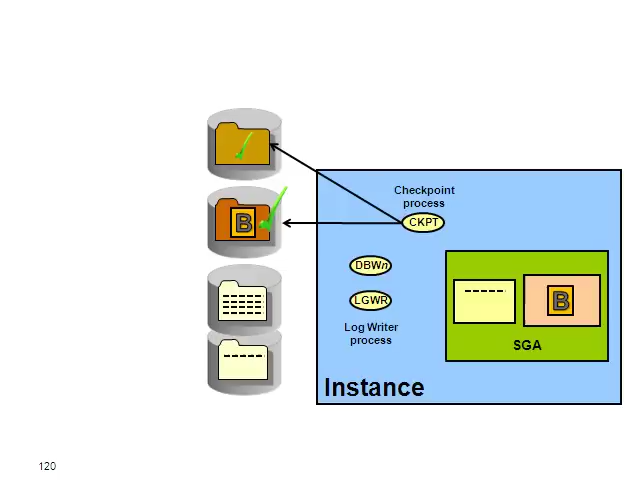 Checkpoint
process
CKPT
B
DBWn
LGWR
B
Log Writer
process
SGA
Instance
120